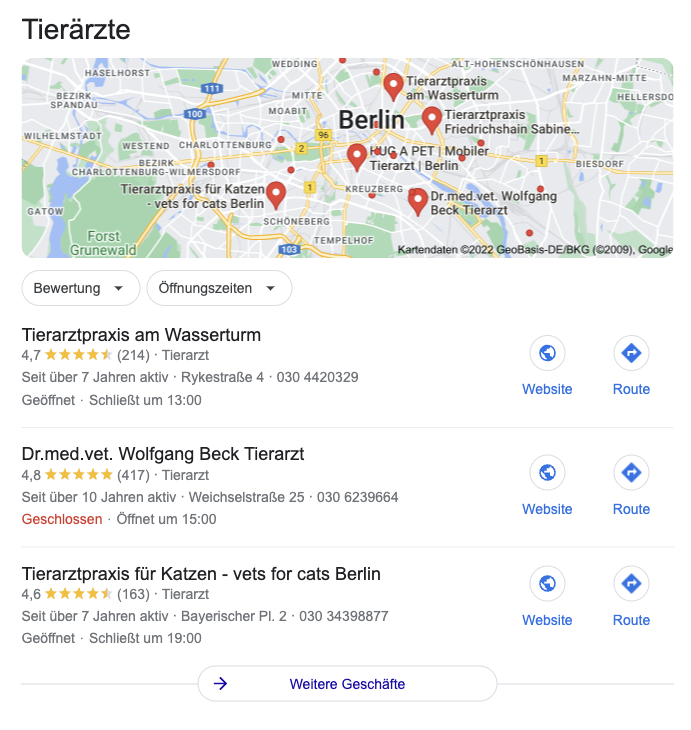 Tierärzte
WEDDING
ALT-HOHENSCHÖNHAUSEN
HASELHORST
MARZAHN-MITTE
Tierarztpraxis
am Wasserturm
111
BEZIRK
SPANDAU
MITTE
HELLERSDO
MOABIT
100
Berlin
Tierarztpraxis
Friedrichshain Sabine...
WILHELMSTADT
96
WESTEND
CHARLOTTENBURG
2
HUG A PET | Mobiler
Tierarzt | Berlin
1
BIESDORF
BEZIRK
CHARLOTTENBURG-WILMERSDORF
Tierarztpraxis für Katzen
- vets for cats Berlin
1
KREUZBERG
Dr.med.vet. Wolfgang
Beck Tierarzt
GATOW
SCHÖNEBERG
Forst
Grunewald
TEMPELHOF
103
Kartendaten ©2022 GeoBasis-DE/BKG (©2009), Google
Bewertung
Öffnungszeiten
Tierarztpraxis am Wasserturm
4,7 (214) · Tierarzt
Seit über 7 Jahren aktiv · Rykestraße 4 · 030 4420329
Geöffnet · Schließt um 13:00
Website
Route
Dr.med.vet. Wolfgang Beck Tierarzt
4,8 (417) · Tierarzt
Seit über 10 Jahren aktiv · Weichselstraße 25 · 030 6239664
Geschlossen · Öffnet um 15:00
Website
Route
Tierarztpraxis für Katzen - vets for cats Berlin
4,6 (163) · Tierarzt
Seit über 7 Jahren aktiv · Bayerischer Pl. 2 · 030 34398877
Geöffnet · Schließt um 19:00
Website
Route
Weitere Geschäfte